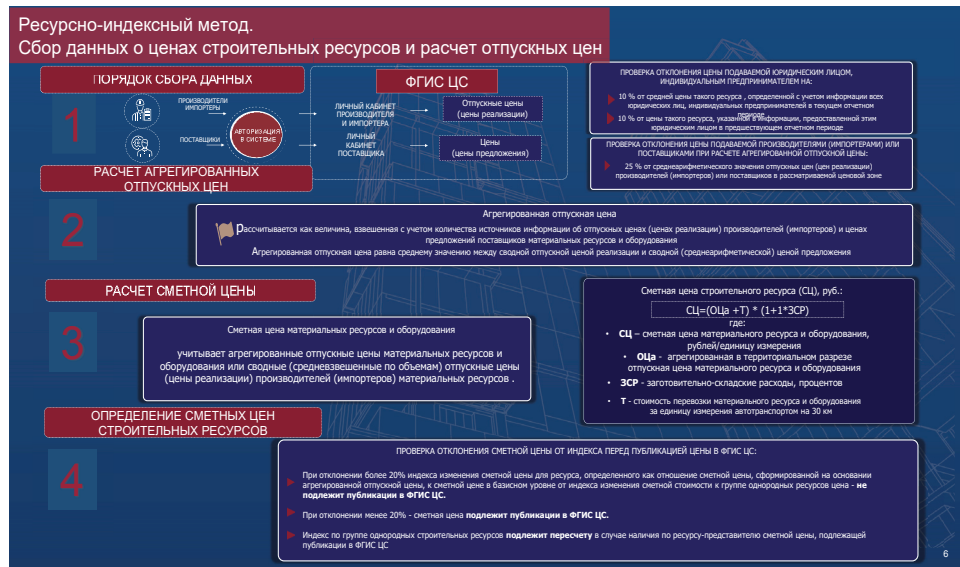 Ресурсно-индексный метод.
Сбор данных о ценах строительных ресурсов и расчет отпускных цен
ПОРЯДОК СБОРА ДАННЫХ
ФГИС ЦС
1
ПРОИЗВОДИТЕЛИ
ИМПОРТЕРЫ
ПОСТАВЩИКИ
АВТОРИЗАЦИЯ
В СИСТЕМЕ
ЛИЧНЫЙ КАБИНЕТ
ПРОИЗВОДИТЕЛЯ
И ИМПОРТЕРА
Отпускные цены
(цены реализации)
ЛИЧНЫЙ
КАБИНЕТ
ПОСТАВЩИКА
Цены
(цены предложения)
ПРОВЕРКА ОТКЛОНЕНИЯ ЦЕНЫ ПОДАВАЕМОЙ ЮРИДИЧЕСКИМ ЛИЦОМ,
ИНДИВИДУАЛЬНЫМ ПРЕДПРИНИМАТЕЛЕМ НА:
10 % от средней цены такого ресурса , определенной с учетом информации всех
юридических лиц, индивидуальных предпринимателей в текущем отчетном
периоде
10 % от цены такого ресурса, указанной в информации, предоставленной этим
юридическим лицом в предшествующем отчетном периоде
ПРОВЕРКА ОТКЛОНЕНИЯ ЦЕНЫ ПОДАВАЕМОЙ ПРОИЗВОДИТЕЛЯМИ (ИМПОРТЕРАМИ) ИЛИ
ПОСТАВЩИКАМИ ПРИ РАСЧЕТЕ АГРЕГИРОВАННОЙ ОТПУСКНОЙ ЦЕНЫ:
25 % от среднеарифметического значения отпускных цен (цен реализации)
производителей (импортеров) или поставщиков в рассматриваемой ценовой зоне
РАСЧЕТ АГРЕГИРОВАННЫХ
ОТПУСКНЫХ ЦЕН
2
Агрегированная отпускная цена
Рассчитывается как величина, взвешенная с учетом количества источников информации об отпускных ценах (ценах реализации) производителей (импортеров) и ценах
предложений поставщиков материальных ресурсов и оборудования
Агрегированная отпускная цена равна среднему значению между сводной отпускной ценой реализации и сводной (среднеарифметической) ценой предложения
РАСЧЕТ СМЕТНОЙ ЦЕНЫ
3
Сметная цена материальных ресурсов и оборудования
учитывает агрегированные отпускные цены материальных ресурсов и
оборудования или сводные (средневзвешенные по объемам) отпускные цены
(цены реализации) производителей (импортеров) материальных ресурсов .
Сметная цена строительного ресурса (СЦ), руб.:
СЦ=(ОЦа +Т) * (1+1*ЗСР)
где:
• СЦ – сметная цена материального ресурса и оборудования,
рублей/единицу измерения
• ОЦа - агрегированная в территориальном разрезе
отпускная цена материального ресурса и оборудования
• ЗСР - заготовительно-складские расходы, процентов
• Т - стоимость перевозки материального ресурса и оборудования
за единицу измерения автотранспортом на 30 км
ОПРЕДЕЛЕНИЕ СМЕТНЫХ ЦЕН
СТРОИТЕЛЬНЫХ РЕСУРСОВ
4
ПРОВЕРКА ОТКЛОНЕНИЯ СМЕТНОЙ ЦЕНЫ ОТ ИНДЕКСА ПЕРЕД ПУБЛИКАЦИЕЙ ЦЕНЫ В ФГИС ЦС:
При отклонении более 20% индекса изменения сметной цены для ресурса, определенного как отношение сметной цены, сформированной на основании
агрегированной отпускной цены, к сметной цене в базисном уровне от индекса изменения сметной стоимости к группе однородных ресурсов цена - не
подлежит публикации в ФГИС ЦС.
При отклонении менее 20% - сметная цена подлежит публикации в ФГИС ЦС.
Индекс по группе однородных строительных ресурсов подлежит пересчету в случае наличия по ресурсу-представителю сметной цены, подлежащей
публикации в ФГИС ЦС
6